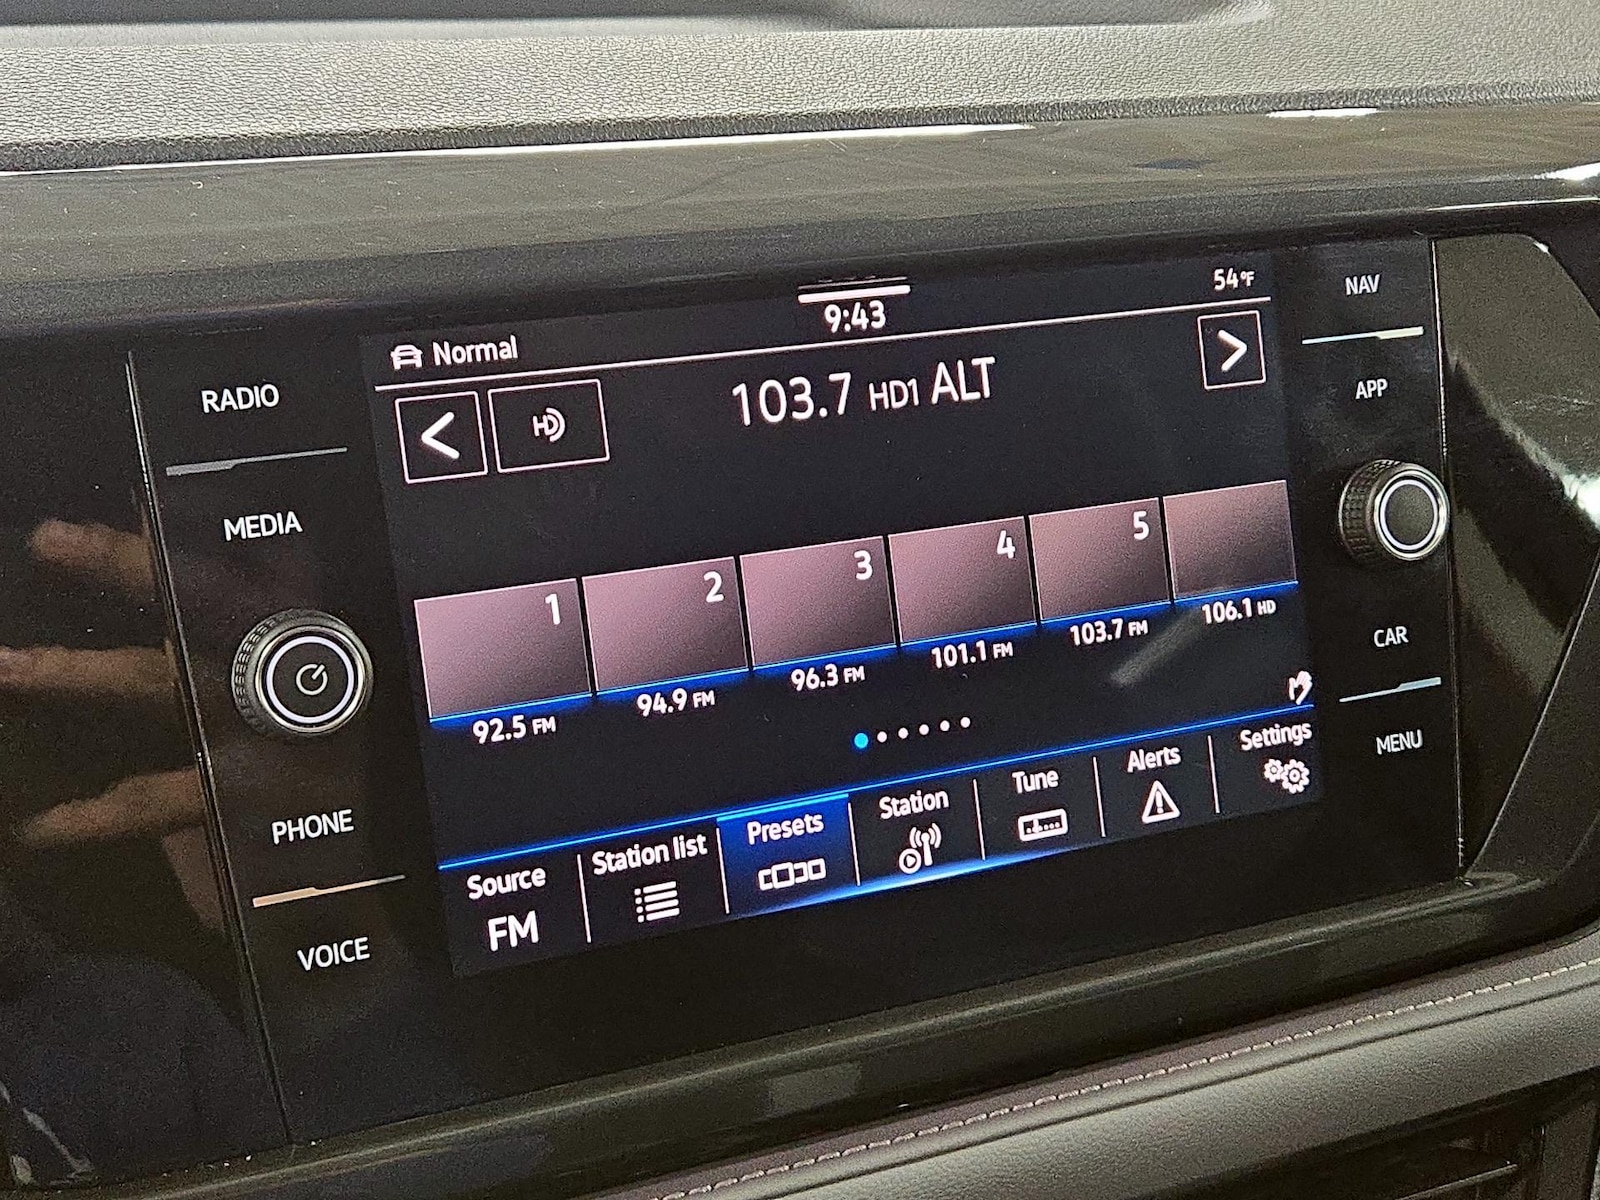 Normal
9:43
54°F
HD
103.7 HD1 ALT
1
2
3
4
5
92.5 FM
94.9 FM
96.3 FM
101.1 FM
103.7 FM
106.1 HD
Source
FM
Station list
Presets
Station
Tune
Alerts
Settings
RADIO
MEDIA
PHONE
VOICE
NAV
APP
CAR
MENU